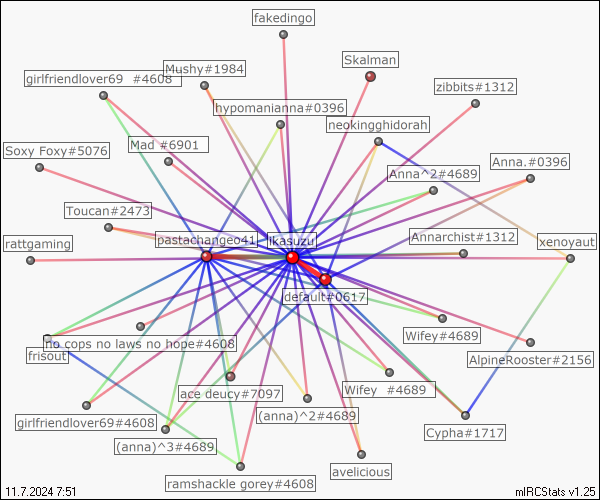 fakedingo
Skalman
Mushy#1984
girlfriendlover69 #4608
zibbits#1312
hypomanianna#0396
neokingghidorah
Mad #6901
Soxy Foxy#5076
Anna.#0396
Anna^2#4689
Toucan#2473
pastachangeo41
ikasuzu
Annarchist#1312
rattgaming
xenoyaut
default#0617
Wifey#4689
no cops no laws no hope#4608
frisout
AlpineRooster#2156
ace deucy#7097
Wifey #4689
(anna)^2#4689
girlfriendlover69#4608
Cypha#1717
(anna)^3#4689
avelicious
ramshackle gorey#4608
11.7.2024 7:51
mIRCStats v1.25